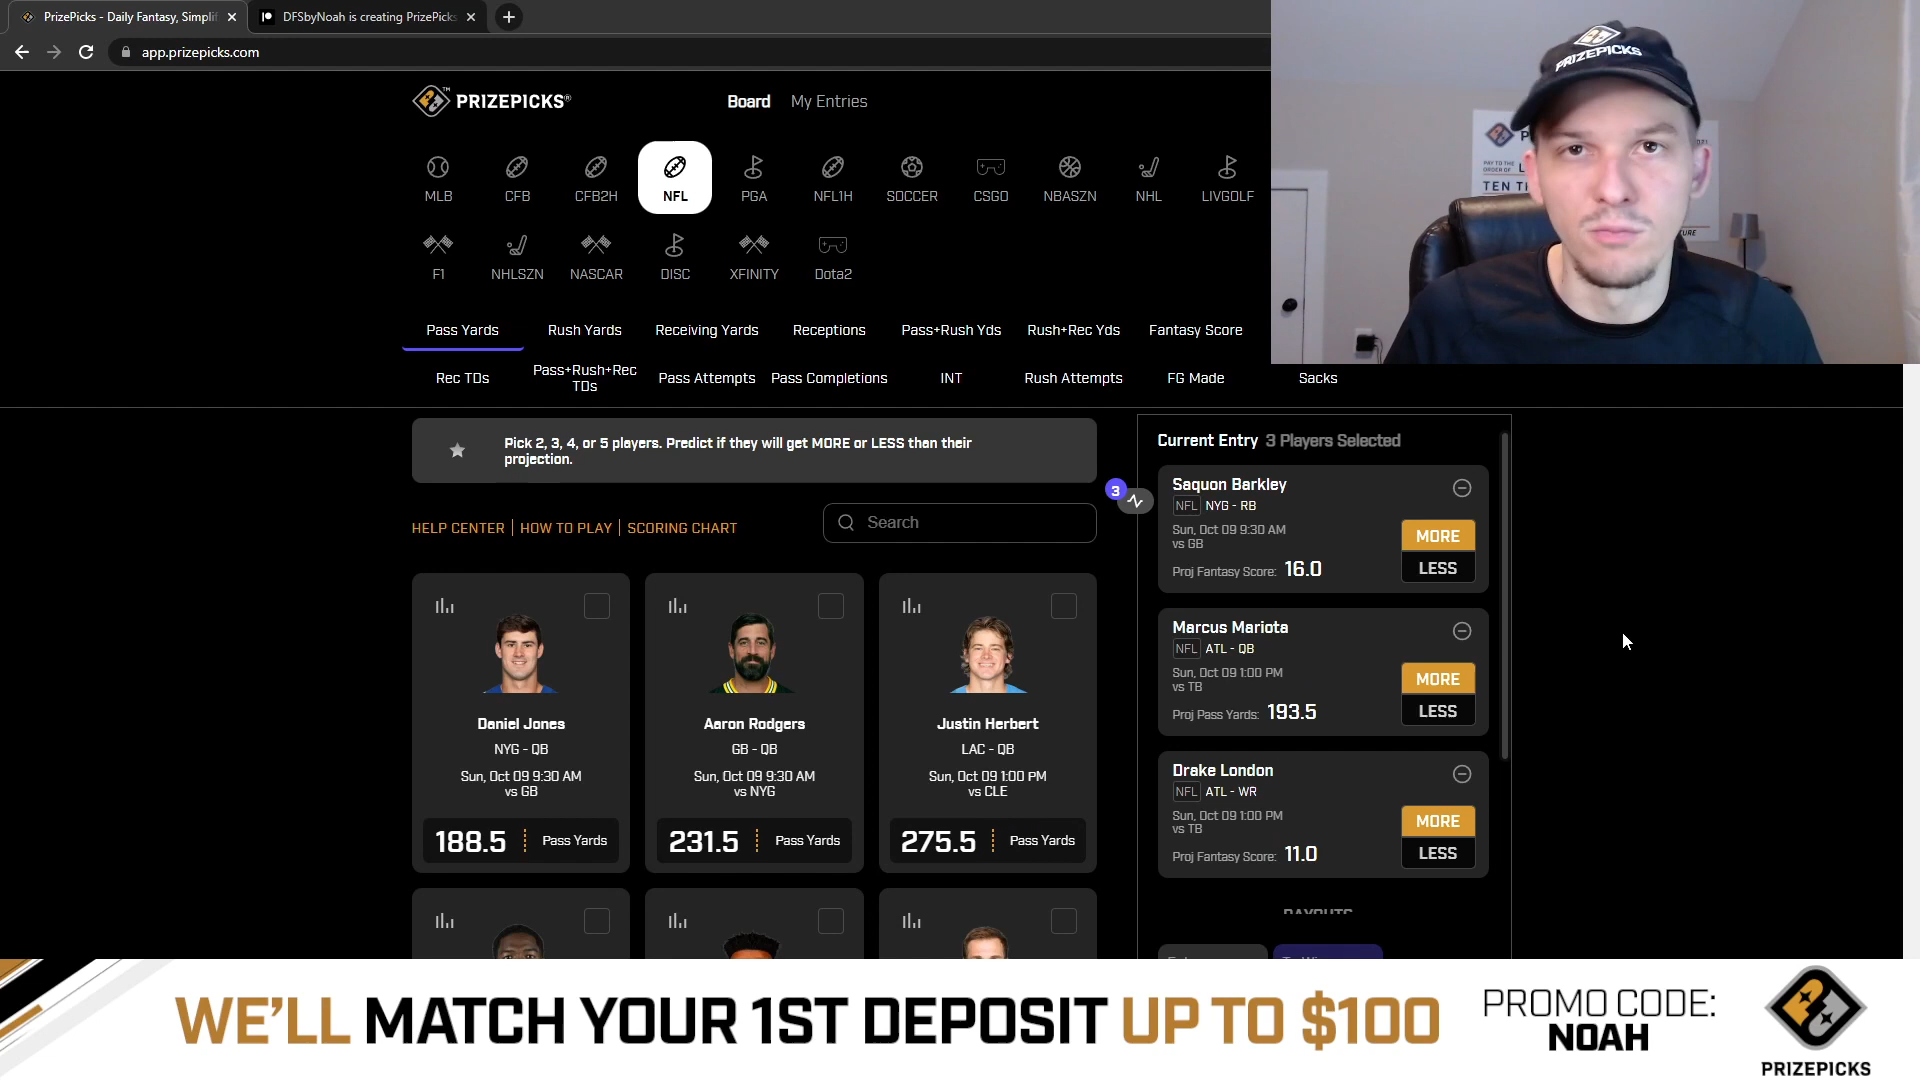 PrizePicks - Daily Fantasy, Simplif
DFSbyNoah is creating PrizePicks
app.prizepicks.com
PRIZEPICKS®
Board
My Entries
MLB
CFB
CFB2H
NFL
PGA
NFL1H
SOCCER
CSGO
NBASZN
NHL
LIVGOLF
F1
NHLSZN
NASCAR
DISC
XFINITY
Dota2
Pass Yards
Rush Yards
Receiving Yards
Receptions
Pass+Rush Yds
Rush+Rec Yds
Fantasy Score
Rec TDs
Pass+Rush+Rec
TDs
Pass Attempts
Pass Completions
INT
Rush Attempts
FG Made
Sacks
PRIZEPICKS
PAY TO THE
ORDER OF
TEN T
Pick 2, 3, 4, or 5 players. Predict if they will get MORE or LESS than their
projection.
HELP CENTER | HOW TO PLAY | SCORING CHART
Search
Daniel Jones
NYG - QB
Sun, Oct 09 9:30 AM
vs GB
188.5
Pass Yards
Aaron Rodgers
GB - QB
Sun, Oct 09 9:30 AM
vs NYG
231.5
Pass Yards
Justin Herbert
LAC - QB
Sun, Oct 09 1:00 PM
vs CLE
275.5
Pass Yards
3
Current Entry 3 Players Selected
Saquon Barkley
NFL NYG - RB
Sun, Oct 09 9:30 AM
vs GB
Proj Fantasy Score: 16.0
MORE
LESS
Marcus Mariota
NFL ATL - QB
Sun, Oct 09 1:00 PM
vs TB
Proj Pass Yards: 193.5
MORE
LESS
Drake London
NFL ATL - WR
Sun, Oct 09 1:00 PM
vs TB
Proj Fantasy Score: 11.0
MORE
LESS
PAYOUTS
WE'LL MATCH YOUR 1ST DEPOSIT UP TO $100
PROMO CODE:
NOAH
PRIZEPICKS